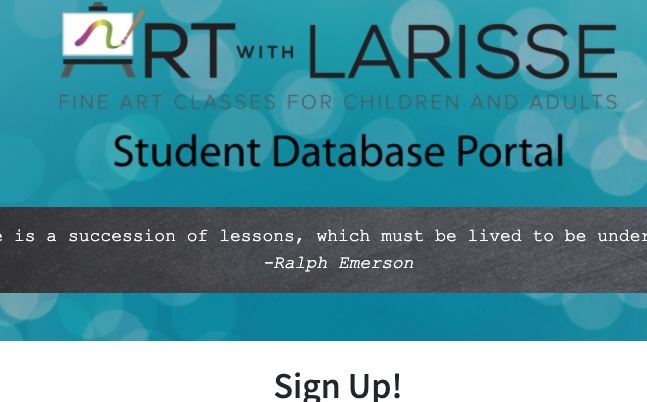 ART WITH LARISSE
FINE ART CLASSES FOR CHILDREN AND ADULTS
Student Database Portal
is a succession of lessons, which must be lived to be
-Ralph Emerson
Sign Up!